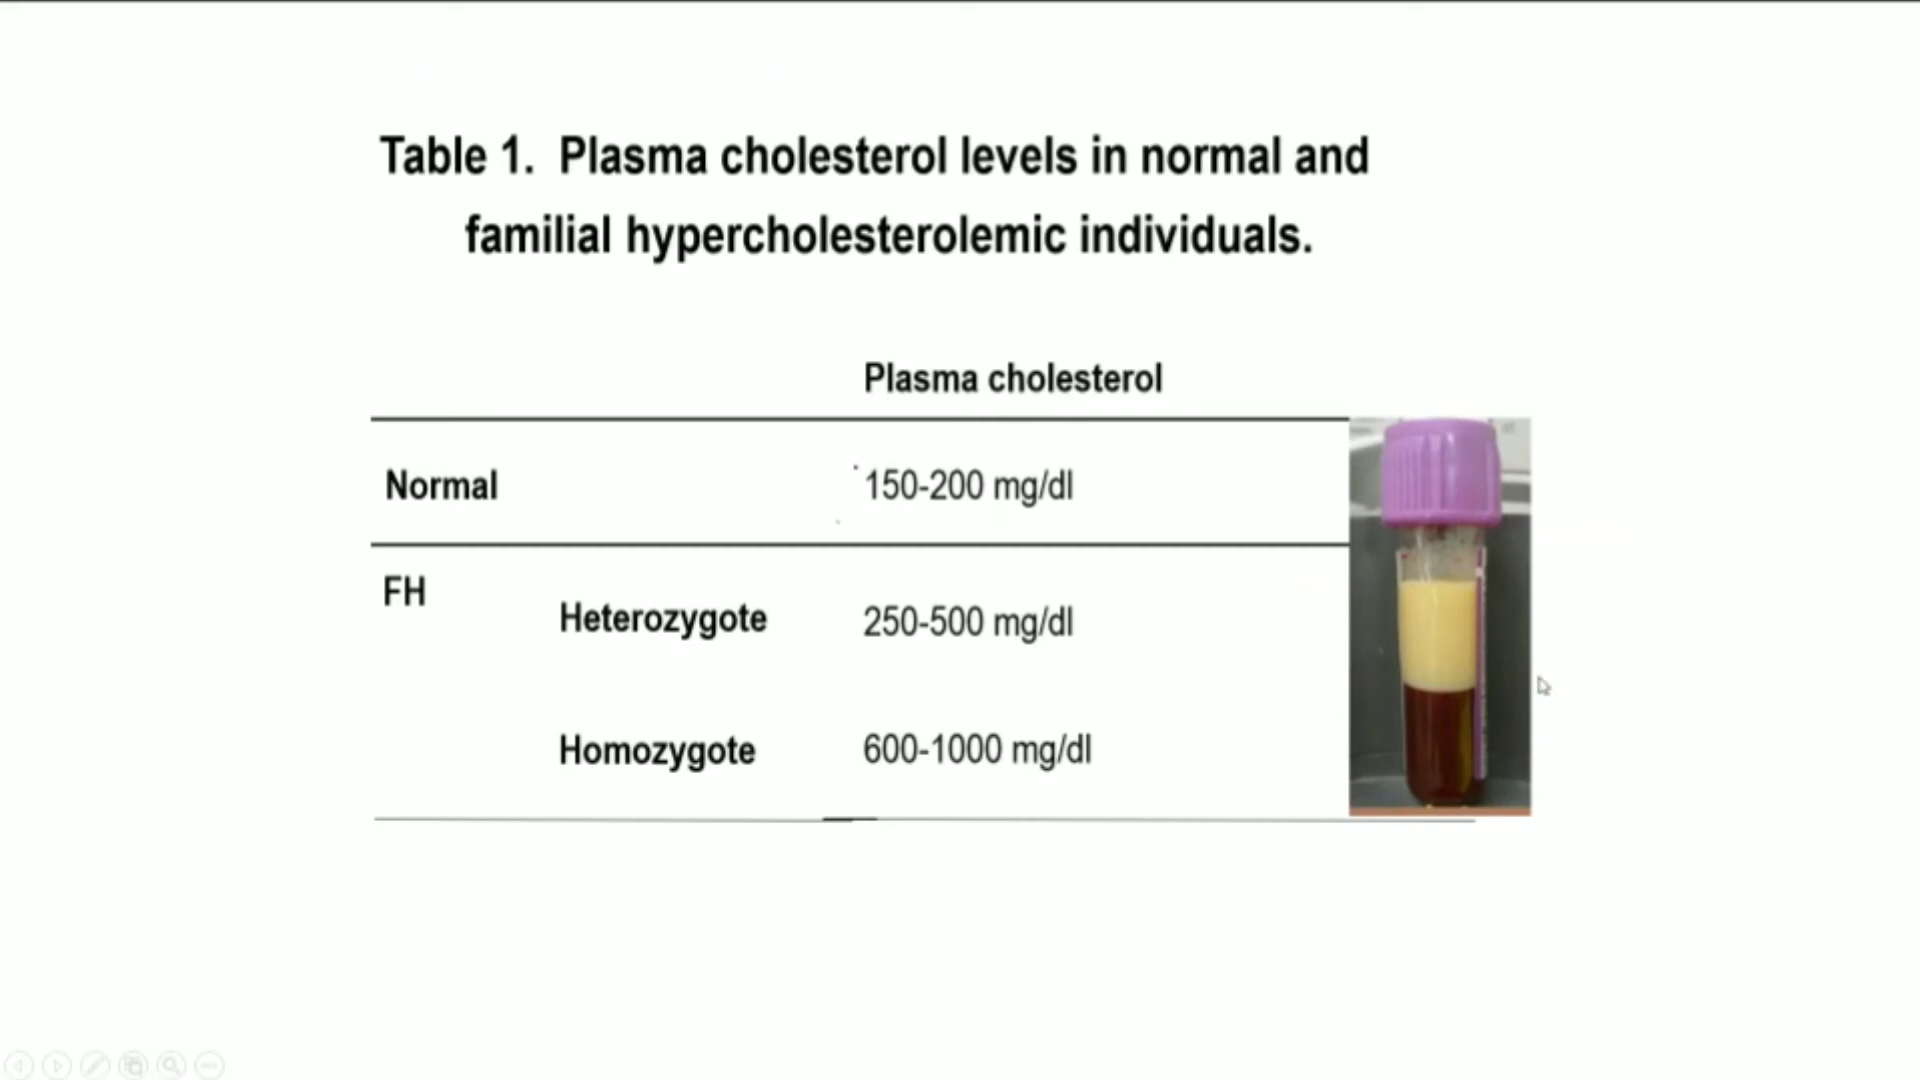 Table 1. Plasma cholesterol levels in normal and
familial hypercholesterolemic individuals.
Plasma cholesterol
Normal 150-200 mg/dl
FH
Heterozygote 250-500 mg/dl
Homozygote 600-1000 mg/dl